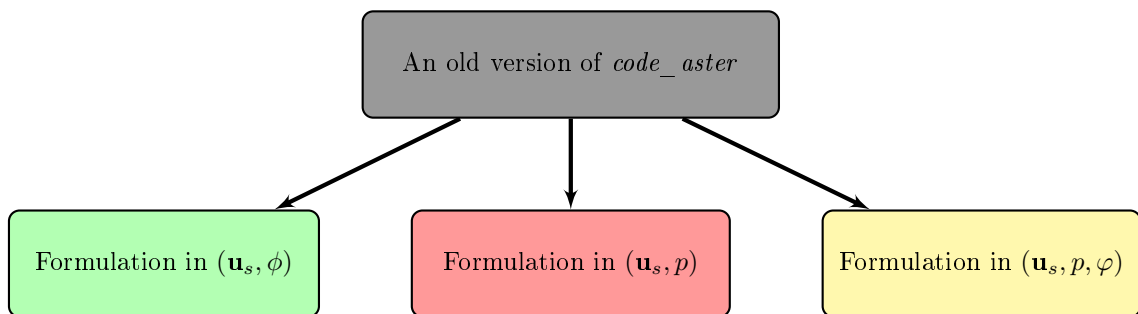 An old version of code_aster
Formulation in (u_s, ϕ)
Formulation in (u_s, p)
Formulation in (u_s, p, φ)